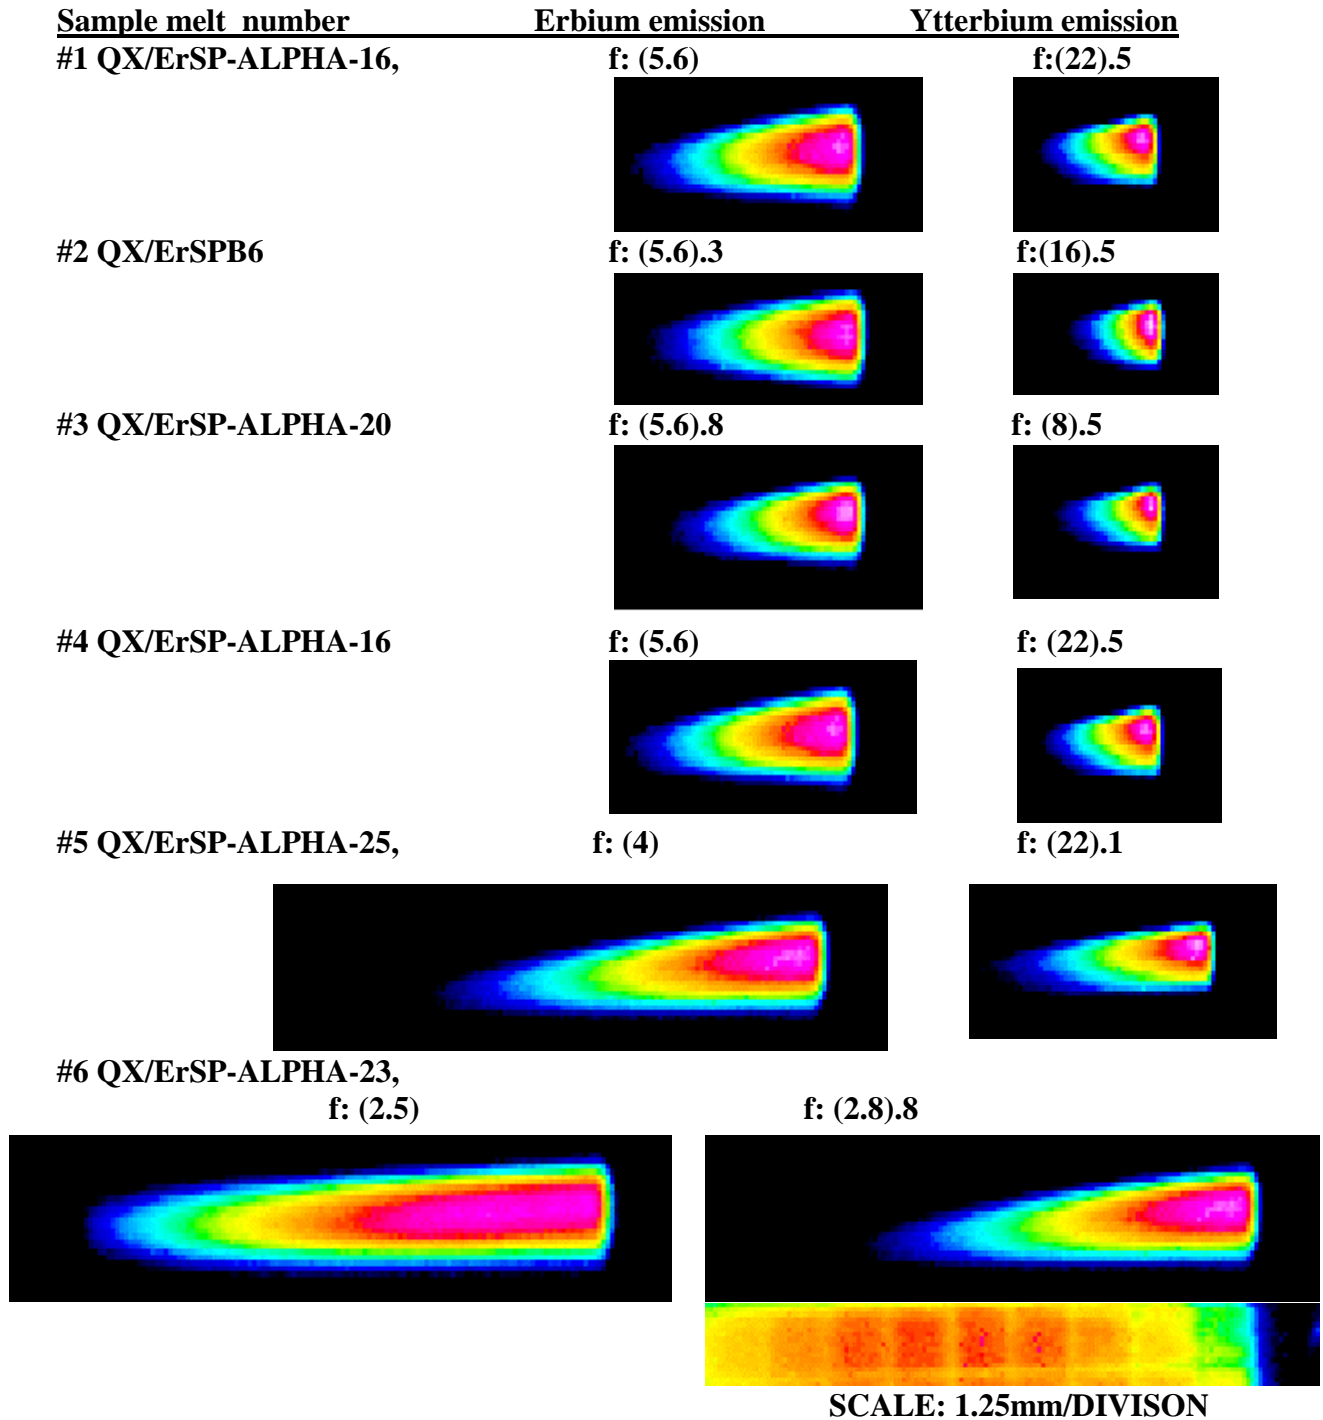 Sample melt number Erbium emission Ytterbium emission
#1 QX/ErSP-ALPHA-16, f: (5.6) f:(22).5
#2 QX/ErSPB6 f: (5.6).3 f:(16).5
#3 QX/ErSP-ALPHA-20 f: (5.6).8 f: (8).5
#4 QX/ErSP-ALPHA-16 f: (5.6) f: (22).5
#5 QX/ErSP-ALPHA-25, f: (4) f: (22).1
#6 QX/ErSP-ALPHA-23,
f: (2.5) f: (2.8).8
SCALE: 1.25mm/DIVISON